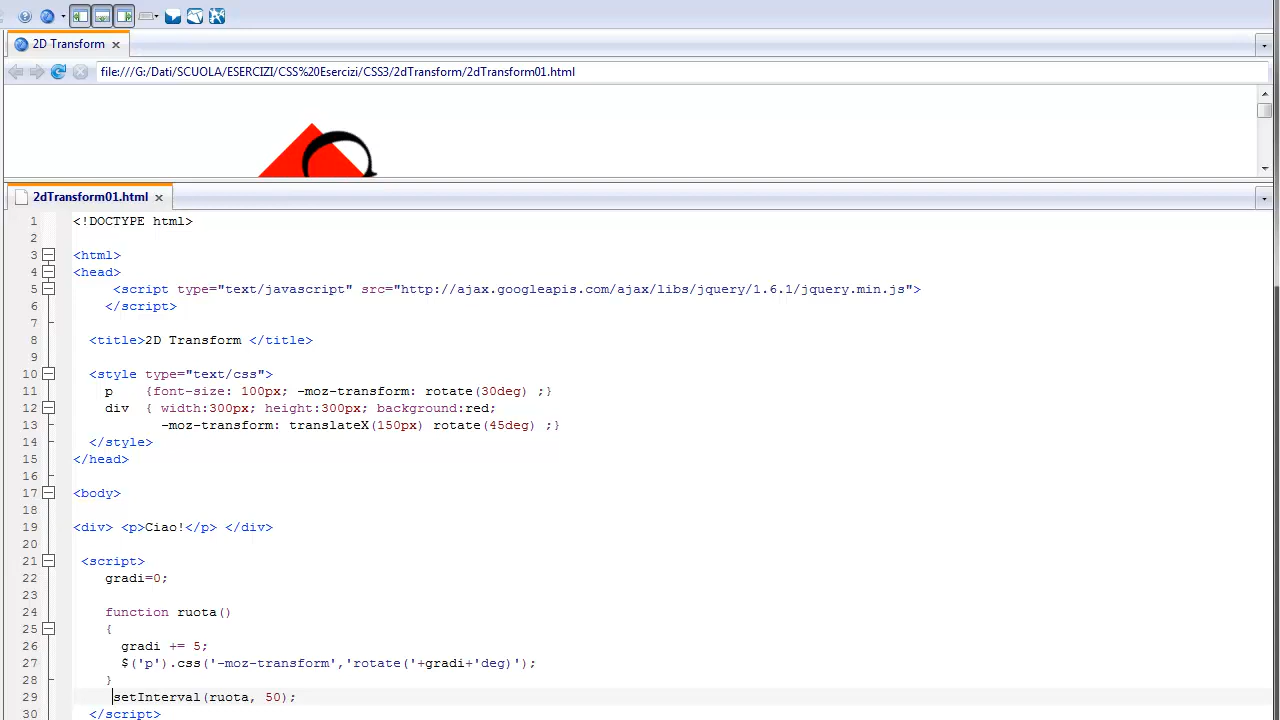 2D Transform
file:///G:/Dati/SCUOLA/ESERCIZI/CSS%20Esercizi/CSS3/2dTransform/2dTransform01.html
2dTransform01.html
1 <!DOCTYPE html>
2
3 <html>
4 <head>
5 <script type="text/javascript" src="http://ajax.googleapis.com/ajax/libs/jquery/1.6.1/jquery.min.js">
6 </script>
7
8 <title>2D Transform </title>
9
10 <style type="text/css">
11 p {font-size: 100px; -moz-transform: rotate(30deg) ;}
12 div { width:300px; height:300px; background:red;
13 -moz-transform: translateX(150px) rotate(45deg) ;}
14 </style>
15 </head>
16
17 <body>
18
19 <div> <p>Ciao!</p> </div>
20
21 <script>
22 gradi=0;
23
24 function ruota()
25 {
26 gradi += 5;
27 $('p').css('-moz-transform','rotate('+gradi+'deg)');
28 }
29 setInterval(ruota, 50);
30 </script>